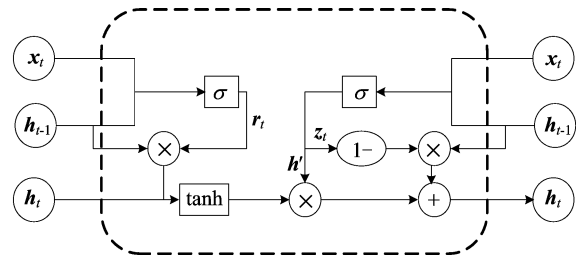 x_t
x_t
σ
σ
h_{t-1}
r_t
z_t
h_{t-1}
×
1−
×
h'
h_t
tanh
×
+
h_t